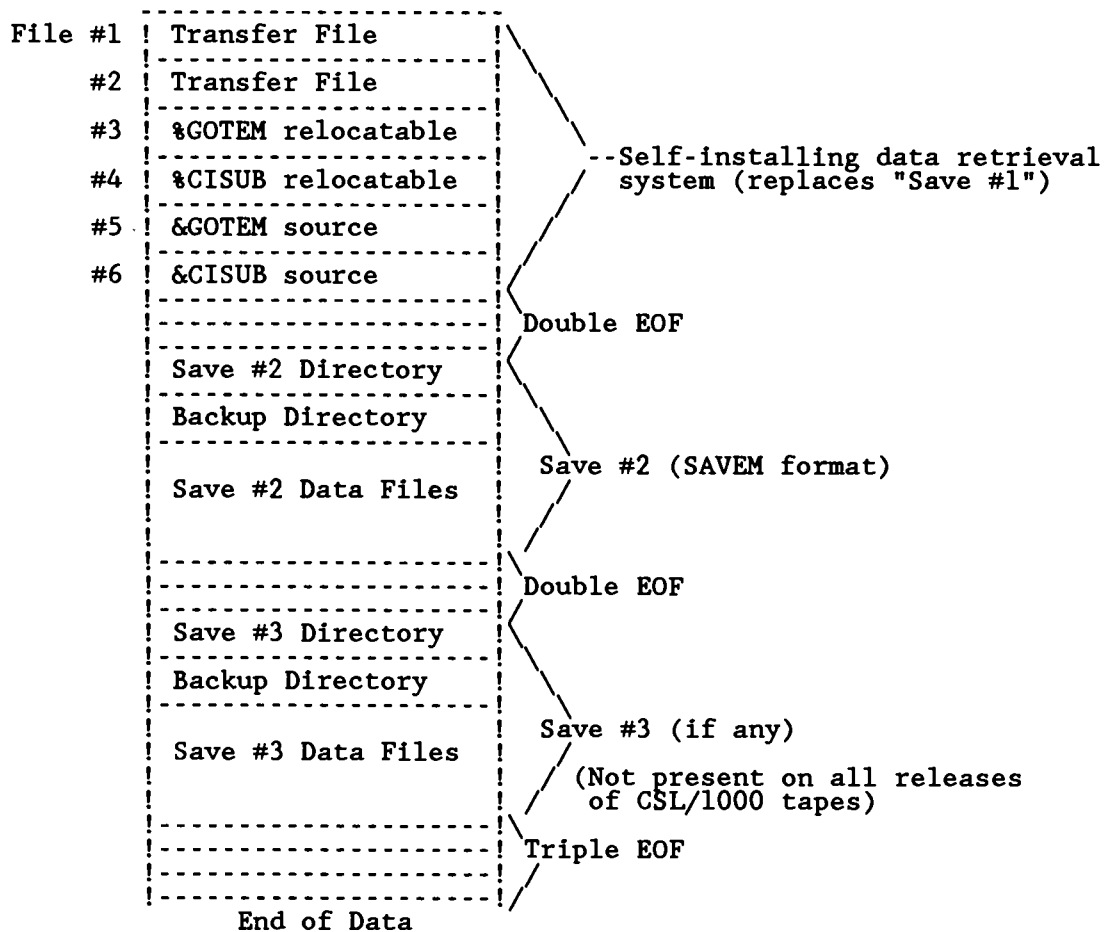 File #1 ! Transfer File
#2 ! Transfer File
#3 ! %GOTEM relocatable
--Self-installing data retrieval
#4 ! %CISUB relocatable
system (replaces "Save #1")
#5 ! &GOTEM source
#6 ! &CISUB source
Double EOF
Save #2 Directory
Backup Directory
Save #2 (SAVEM format)
Save #2 Data Files
Double EOF
Save #3 Directory
Backup Directory
Save #3 (if any)
Save #3 Data Files
(Not present on all releases
of CSL/1000 tapes)
Triple EOF
End of Data